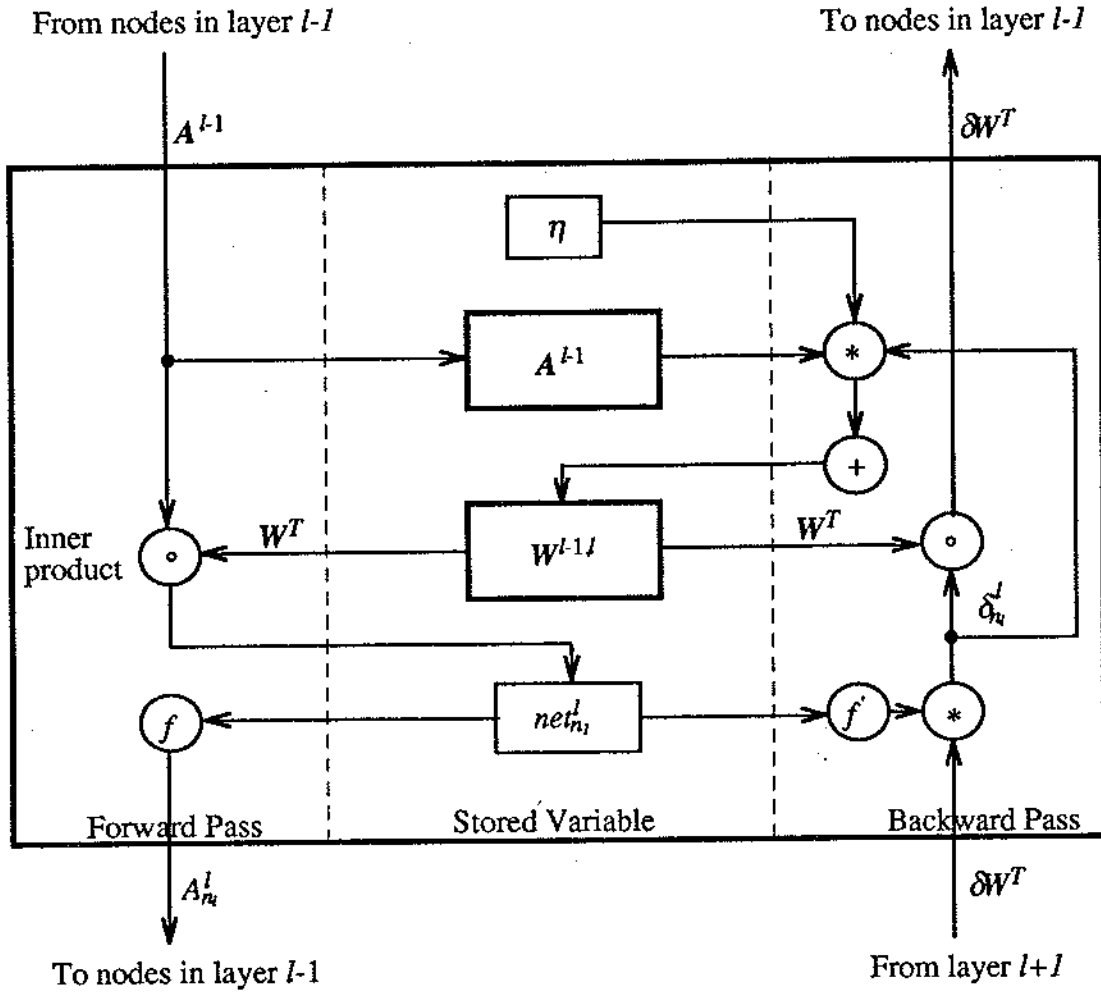 From nodes in layer l-1
To nodes in layer l-1
A^{l-1}
δW^T
η
A^{l-1}
*
+
Inner product
W^T
W^{l-1,l}
W^T
δ^l_{n_l}
f
net^l_{n_l}
f'
*
Forward Pass
Stored Variable
Backward Pass
A^l_{n_l}
δW^T
To nodes in layer l-1
From layer l+1